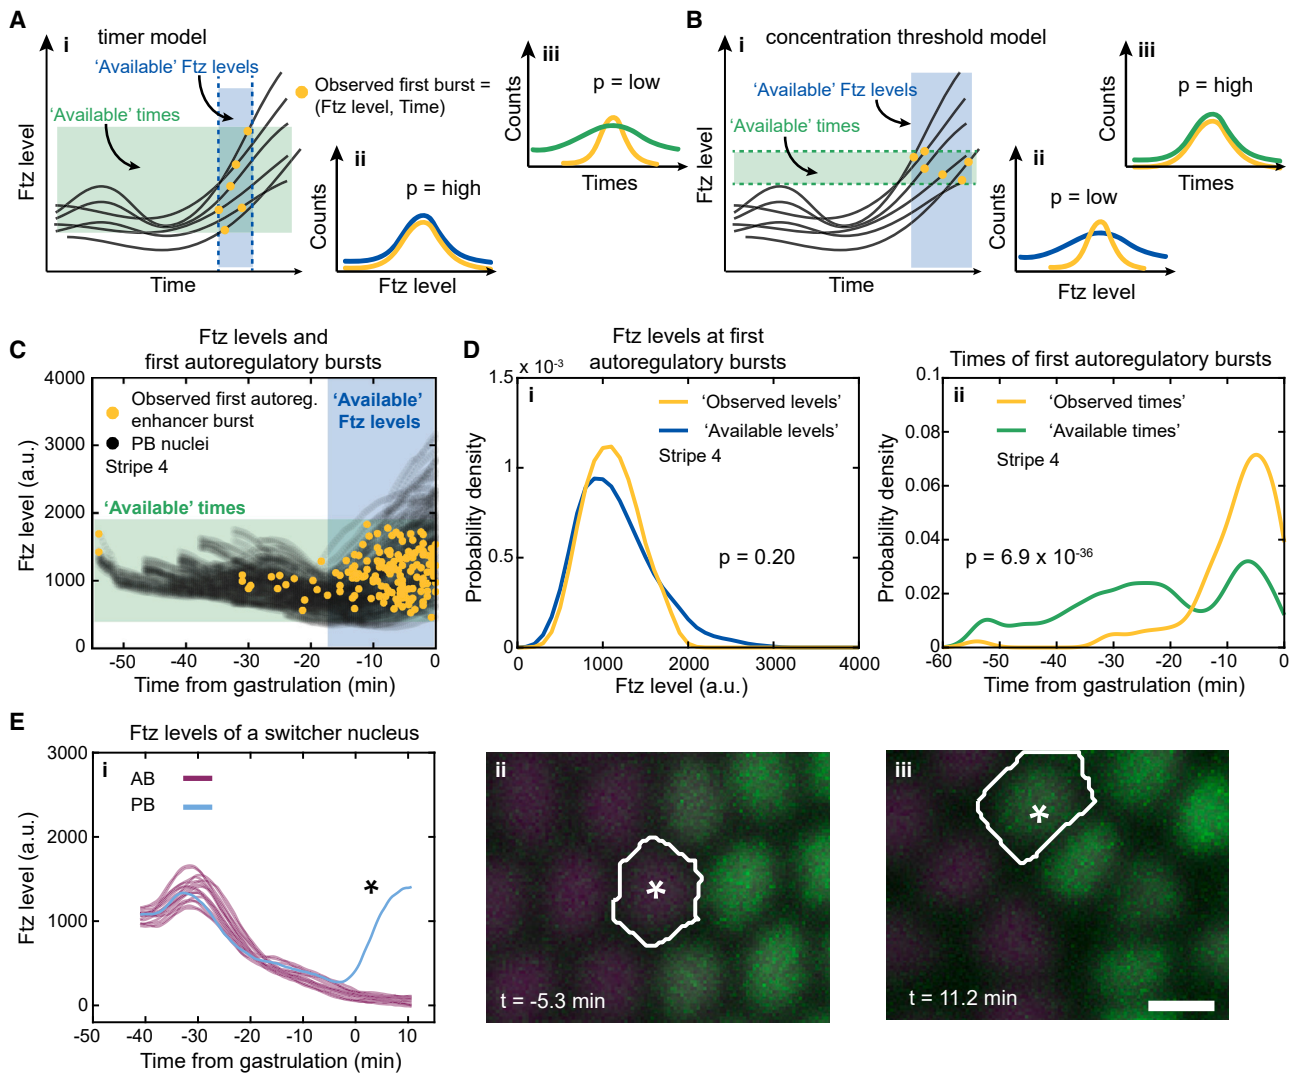 A
i
timer model
'Available' Ftz levels
'Available' times
Ftz level
Time
Observed first burst =
(Ftz level, Time)
ii
p = high
Counts
Ftz level
iii
p = low
Counts
Times
B
i
concentration threshold model
'Available' Ftz levels
'Available' times
Ftz level
Time
ii
p = low
Counts
Ftz level
iii
p = high
Counts
Times
C
Ftz levels and
first autoregulatory bursts
Observed first autoreg.
enhancer burst
PB nuclei
Stripe 4
'Available'
Ftz levels
'Available' times
Ftz level (a.u.)
4000
3000
2000
1000
0
-50
-40
-30
-20
-10
0
Time from gastrulation (min)
D
Ftz levels at first
autoregulatory bursts
x 10-3
i
'Observed levels'
'Available levels'
Stripe 4
p = 0.20
Probability density
1.5
1
0.5
0
0
1000
2000
3000
4000
Ftz level (a.u.)
Times of first autoregulatory bursts
ii
'Observed times'
'Available times'
Stripe 4
p = 6.9 x 10-36
Probability density
0.1
0.08
0.06
0.04
0.02
0
-60
-50
-40
-30
-20
-10
0
Time from gastrulation (min)
E
Ftz levels of a switcher nucleus
i
AB
PB
*
Ftz level (a.u.)
3000
2000
1000
0
-50
-40
-30
-20
-10
0
10
Time from gastrulation (min)
ii
*
t = -5.3 min
iii
*
t = 11.2 min